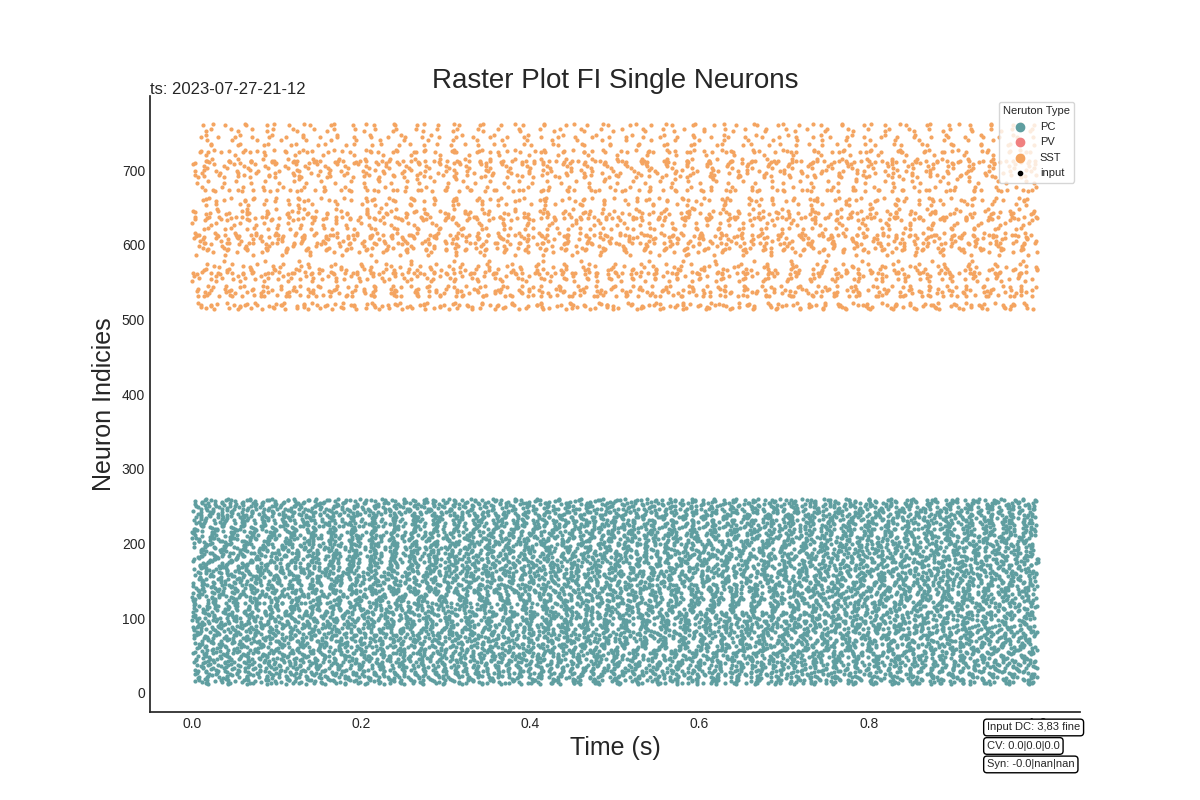 Raster Plot FI Single Neurons
ts: 2023-07-27-21-12
Neruton Type
PC
PV
SST
input
Neuron Indicies
700
600
500
400
300
200
100
0
0.0 0.2 0.4 0.6 0.8
Time (s)
Input DC: 3,83 fine
CV: 0.0|0.0|0.0
Syn: -0.0|nan|nan